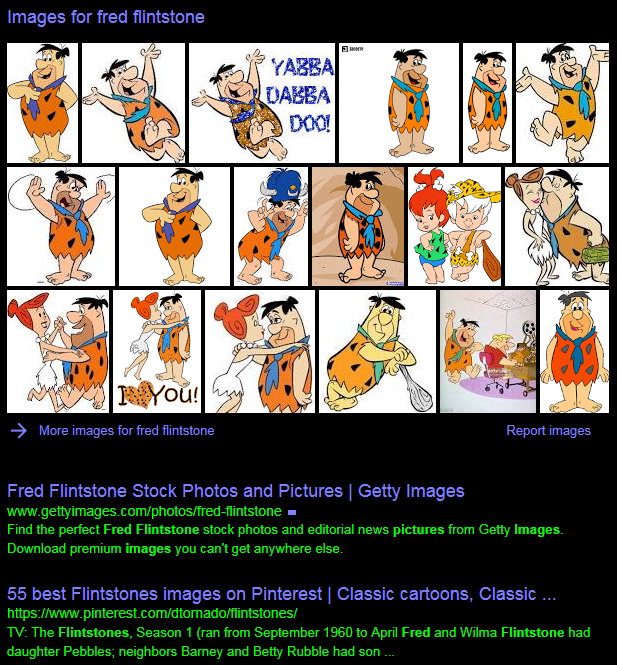 Images for fred flintstone
YABBA
DABBA
DOO!
I YOU!
More images for fred flintstone
Report images
Fred Flintstone Stock Photos and Pictures | Getty Images
www.gettyimages.com/photos/fred-flintstone
Find the perfect Fred Flintstone stock photos and editorial news pictures from Getty Images.
Download premium images you can't get anywhere else.
55 best Flintstones images on Pinterest | Classic cartoons, Classic ...
https://www.pinterest.com/dtornado/flintstones/
TV: The Flintstones, Season 1 (ran from September 1960 to April Fred and Wilma Flintstone had
daughter Pebbles; neighbors Barney and Betty Rubble had son ...